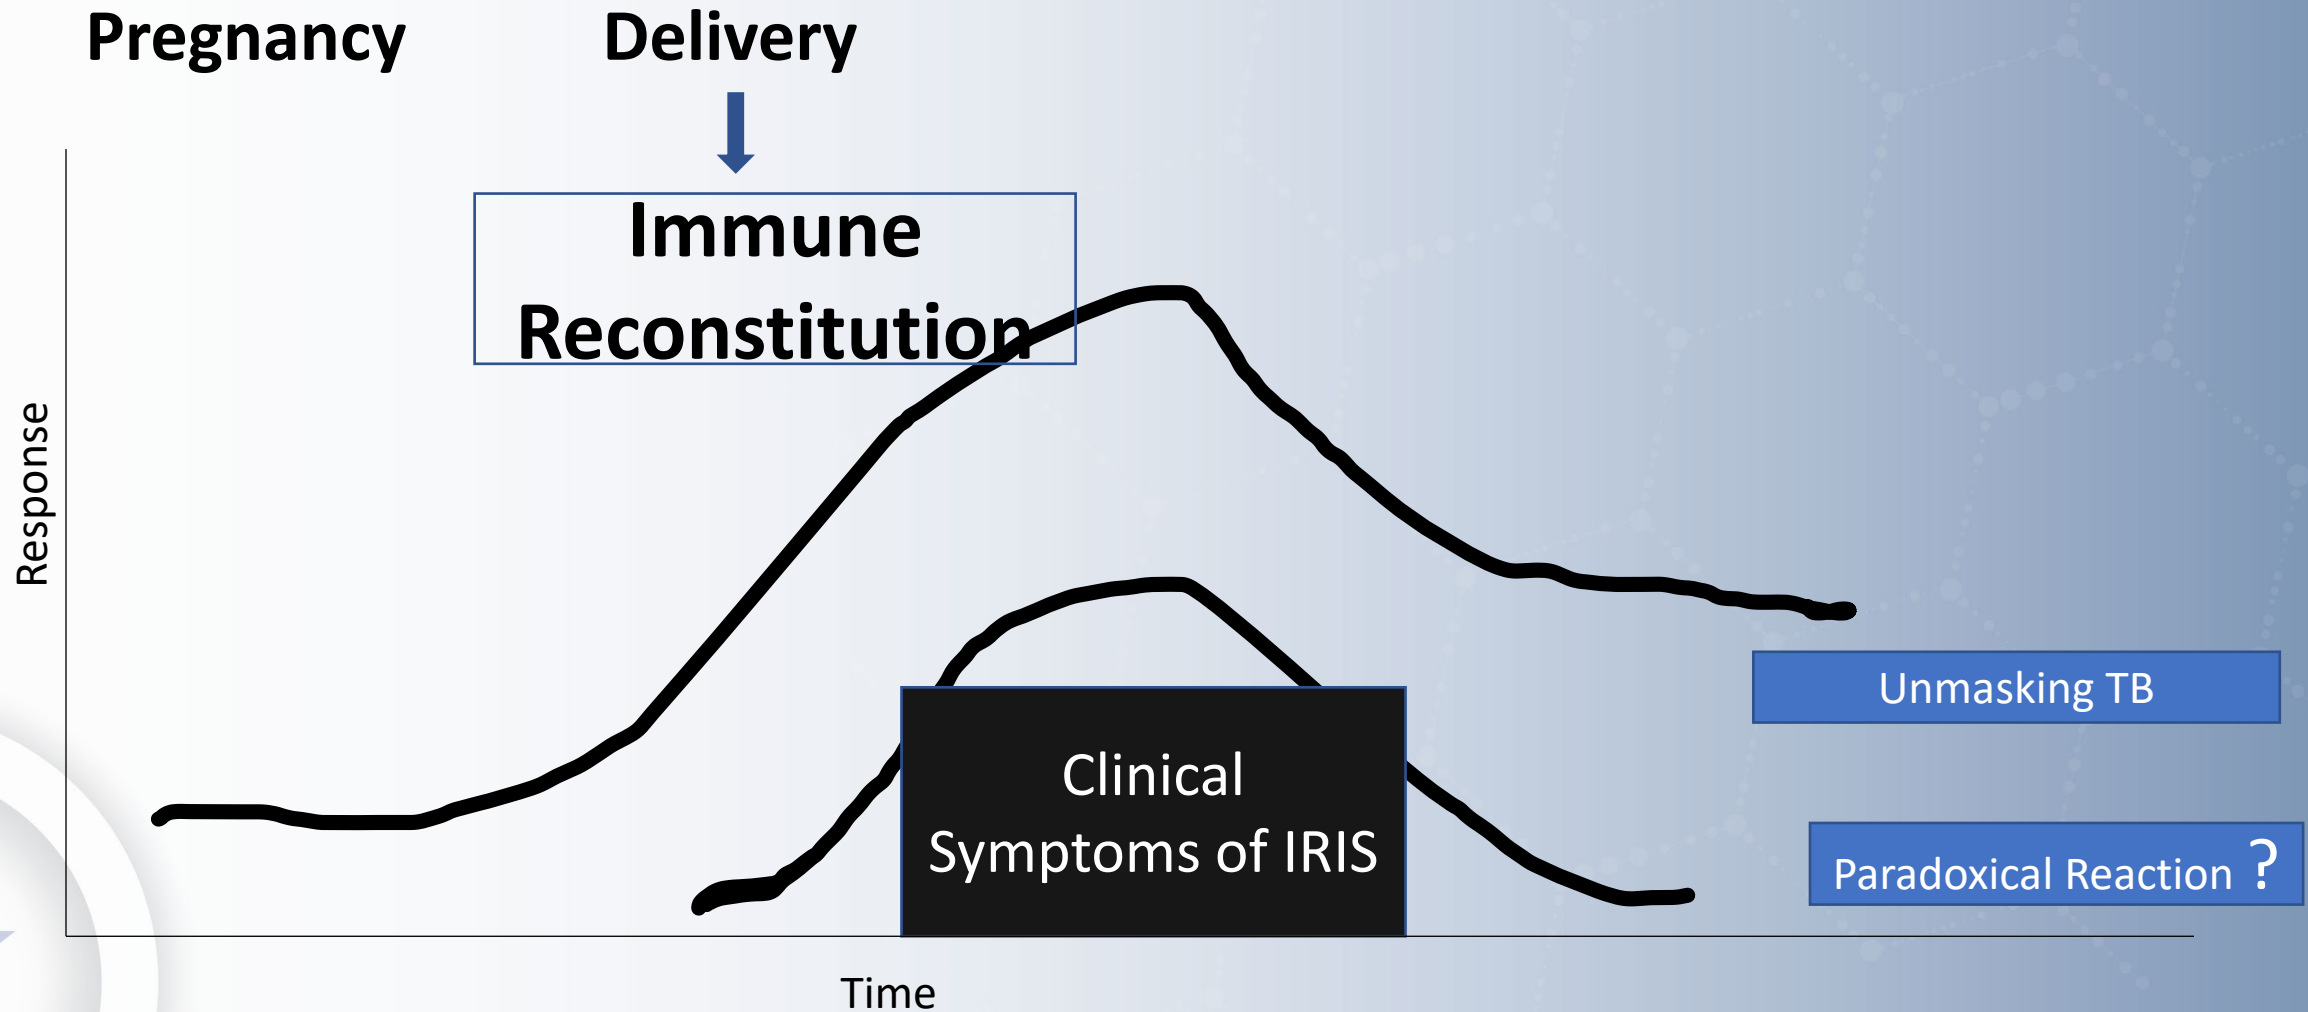 Pregnancy
Delivery
Immune
Reconstitution
Response
Clinical
Symptoms of IRIS
Unmasking TB
Paradoxical Reaction ?
Time